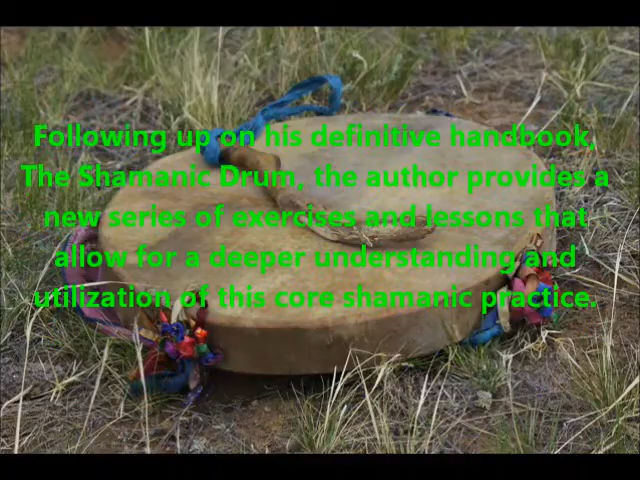 Following up on his definitive handbook,
The Shamanic Drum, the author provides a
new series of exercises and lessons that
allow for a deeper understanding and
utilization of this core shamanic practice.